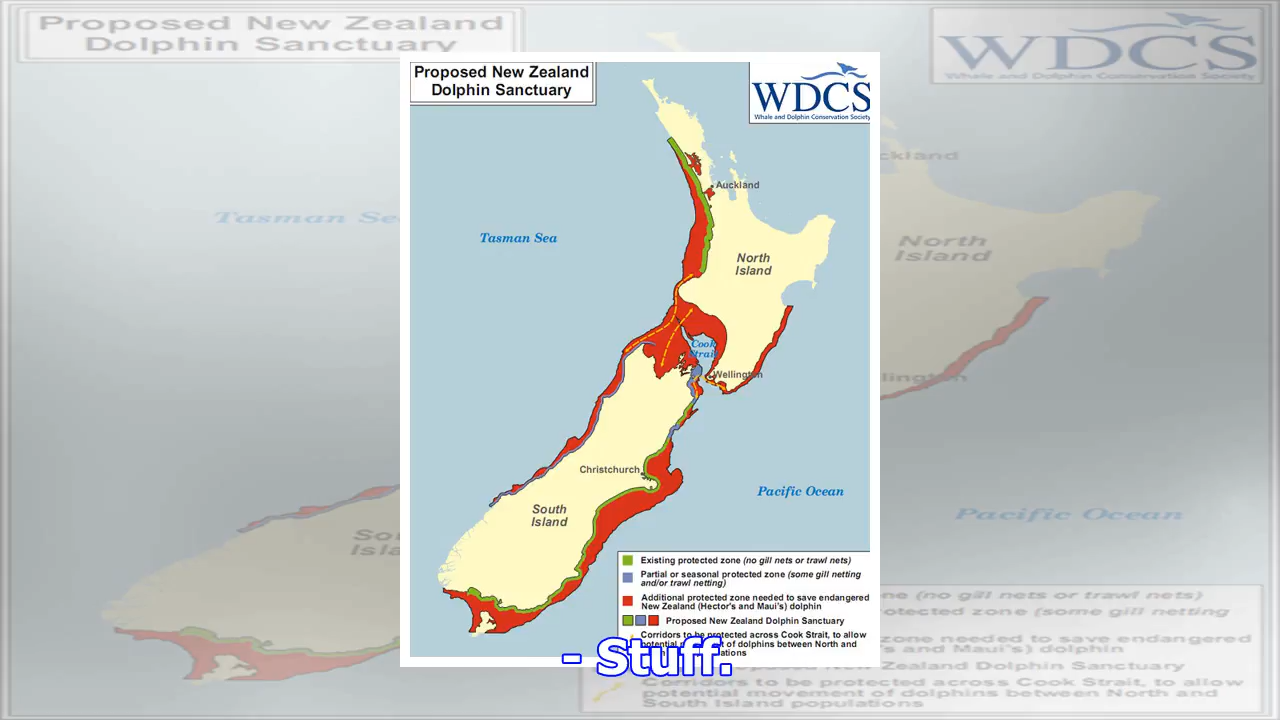 Proposed New Zealand
Dolphin Sanctuary
WDCS
Whale and Dolphin Conservation Society
Auckland
Tasman Sea
North
Island
Cook
Strait
Wellington
Christchurch
Pacific Ocean
South
Island
Existing protected zone (no gill nets or trawl nets)
Partial or seasonal protected zone (some gill netting
and/or trawl netting)
Additional protected zone needed to save endangered
New Zealand (Hector's and Maui's) dolphin
Proposed New Zealand Dolphin Sanctuary
Corridors to be protected across Cook Strait, to allow
potential movement of dolphins between North and
South Island populations
- Stuff.